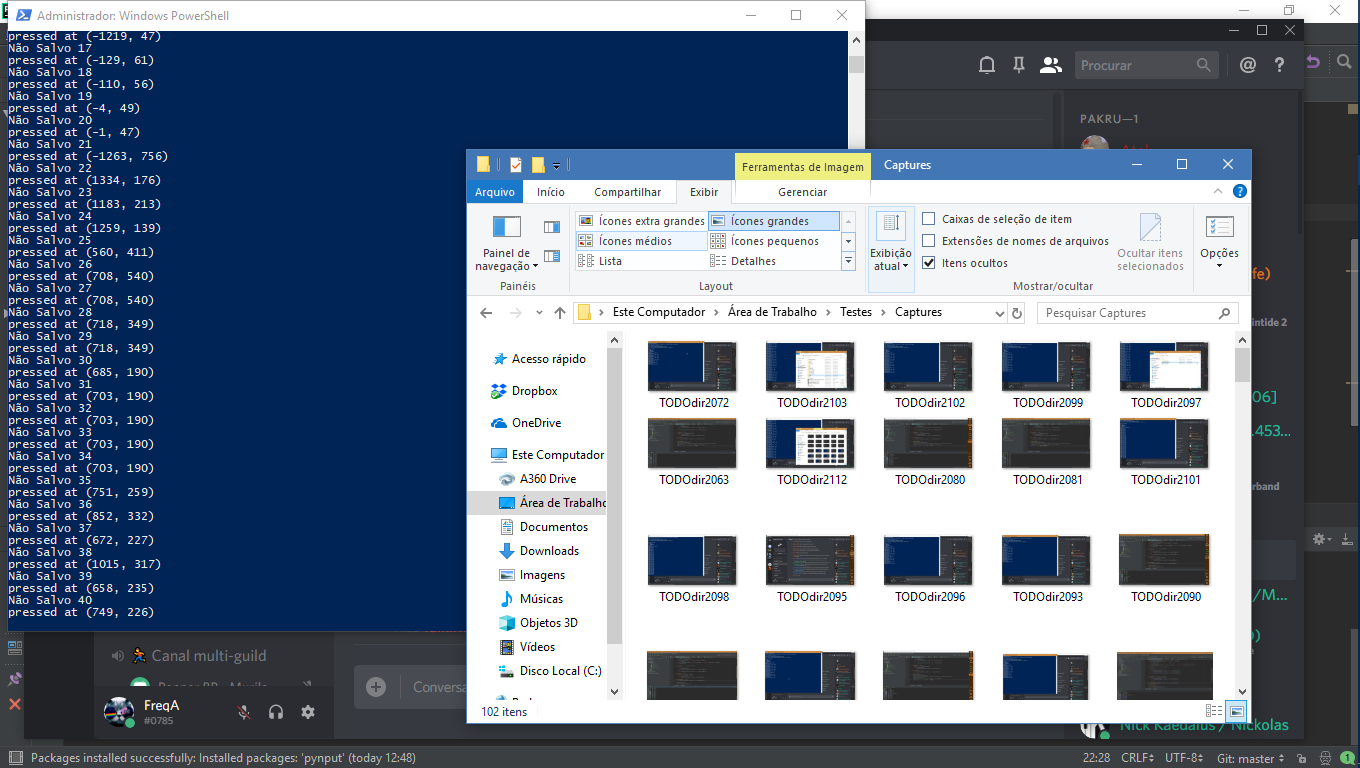 Administrador: Windows PowerShell
pressed at (-1219, 47)
Não Salvo 17
pressed at (-129, 61)
Não Salvo 18
pressed at (-110, 56)
Não Salvo 19
pressed at (-4, 49)
Não Salvo 20
pressed at (-1, 47)
Não Salvo 21
pressed at (-1263, 756)
Não Salvo 22
pressed at (1334, 176)
Não Salvo 23
pressed at (1183, 213)
Não Salvo 24
pressed at (1259, 139)
Não Salvo 25
pressed at (560, 411)
Não Salvo 26
pressed at (708, 540)
Não Salvo 27
pressed at (708, 540)
Não Salvo 28
pressed at (718, 349)
Não Salvo 29
pressed at (718, 349)
Não Salvo 30
pressed at (685, 190)
Não Salvo 31
pressed at (703, 190)
Não Salvo 32
pressed at (703, 190)
Não Salvo 33
pressed at (703, 190)
Não Salvo 34
pressed at (703, 190)
Não Salvo 35
pressed at (751, 259)
Não Salvo 36
pressed at (852, 332)
Não Salvo 37
pressed at (672, 227)
Não Salvo 38
pressed at (1015, 317)
Não Salvo 39
pressed at (658, 235)
Não Salvo 40
pressed at (749, 226)
Procurar
@ ?
PAKRU—1
Ferramentas de Imagem Captures
Arquivo Início Compartilhar Exibir Gerenciar
Painel de navegação
Painéis
Ícones extra grandes Ícones grandes
Ícones médios Ícones pequenos
Lista Detalhes
Layout
Exibição atual
Caixas de seleção de item
Extensões de nomes de arquivos
Itens ocultos
Ocultar itens selecionados
Mostrar/ocultar
Opções
Este Computador Área de Trabalho Testes Captures
Pesquisar Captures
Acesso rápido
Dropbox
OneDrive
Este Computador
A360 Drive
Área de Trabalho
Documentos
Downloads
Imagens
Músicas
Objetos 3D
Vídeos
Disco Local (C:)
TODOdir2072 TODOdir2103 TODOdir2102 TODOdir2099 TODOdir2097
TODOdir2063 TODOdir2112 TODOdir2080 TODOdir2081 TODOdir2101
TODOdir2098 TODOdir2095 TODOdir2096 TODOdir2093 TODOdir2090
102 itens
fe)
intide 2
06]
.453...
rband
/M...
Nick Kaedalus / Nickolas
Canal multi-guild
FreqA
#0785
Conversa
Packages installed successfully: Installed packages: 'pynput' (today 12:48)
22:28 CRLF UTF-8 Git: master 1